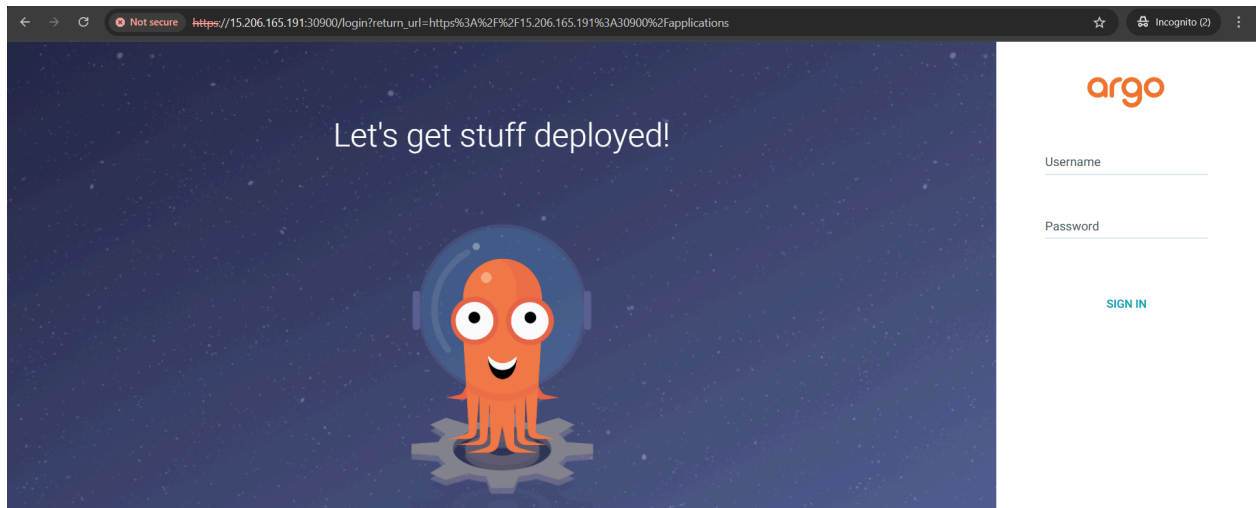 Not secure https://15.206.165.191:30900/login?return_url=https%3A%2F%2F15.206.165.191%3A30900%2Fapplications Incognito (2)
argo
Let's get stuff deployed!
Username
Password
SIGN IN